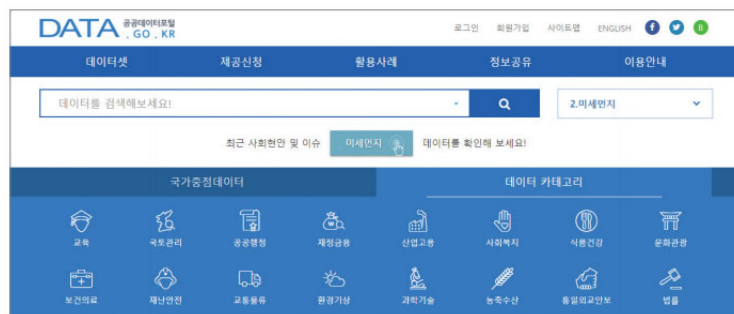 DATA 공공데이터포털
.GO.KR
로그인 회원가입 사이트맵 ENGLISH
데이터셋 제공신청 활용사례 정보공유 이용안내
데이터를 검색해보세요!
2.미세먼지
최근 사회현안 및 이슈 미세먼지 데이터를 확인해 보세요!
국가중점데이터 데이터 카테고리
교육 국토관리 공공행정 재정금융 산업고용 사회복지 식품건강 문화관광
보건의료 재난안전 교통물류 환경기상 과학기술 농축수산 통일외교안보 법률